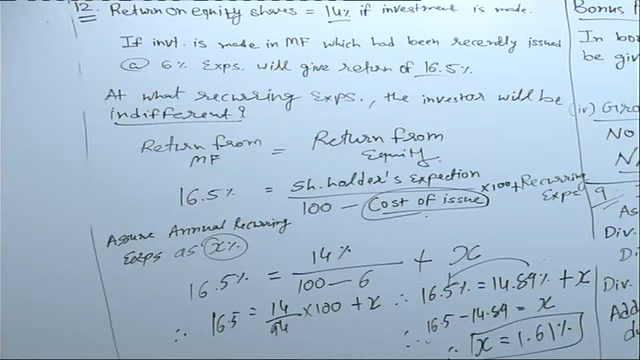 12. Return on Equity shares = 14% if investment is made.
If invt. is made in MF which had been recently issued
@ 6% Exps. will give return of 16.5%.
At what recurring Exps., the investor will be
indifferent?
Return from MF = Return from Equity.
16.5% = Sh.holder's Expection / 100 - Cost of issue × 100 + Recurring Exps
Assume Annual Recurring
Exps as x%
16.5% = 14% / 100 - 6 + x
∴ 16.5 = 14/94 × 100 + x
∴ 16.5% = 14.89% + x
∴ 16.5 - 14.89 = x
∴ x = 1.61%
Bonus
In bo
be giv
(iv) Gro
No
9
As
Div.
Di
Div.
Add
du